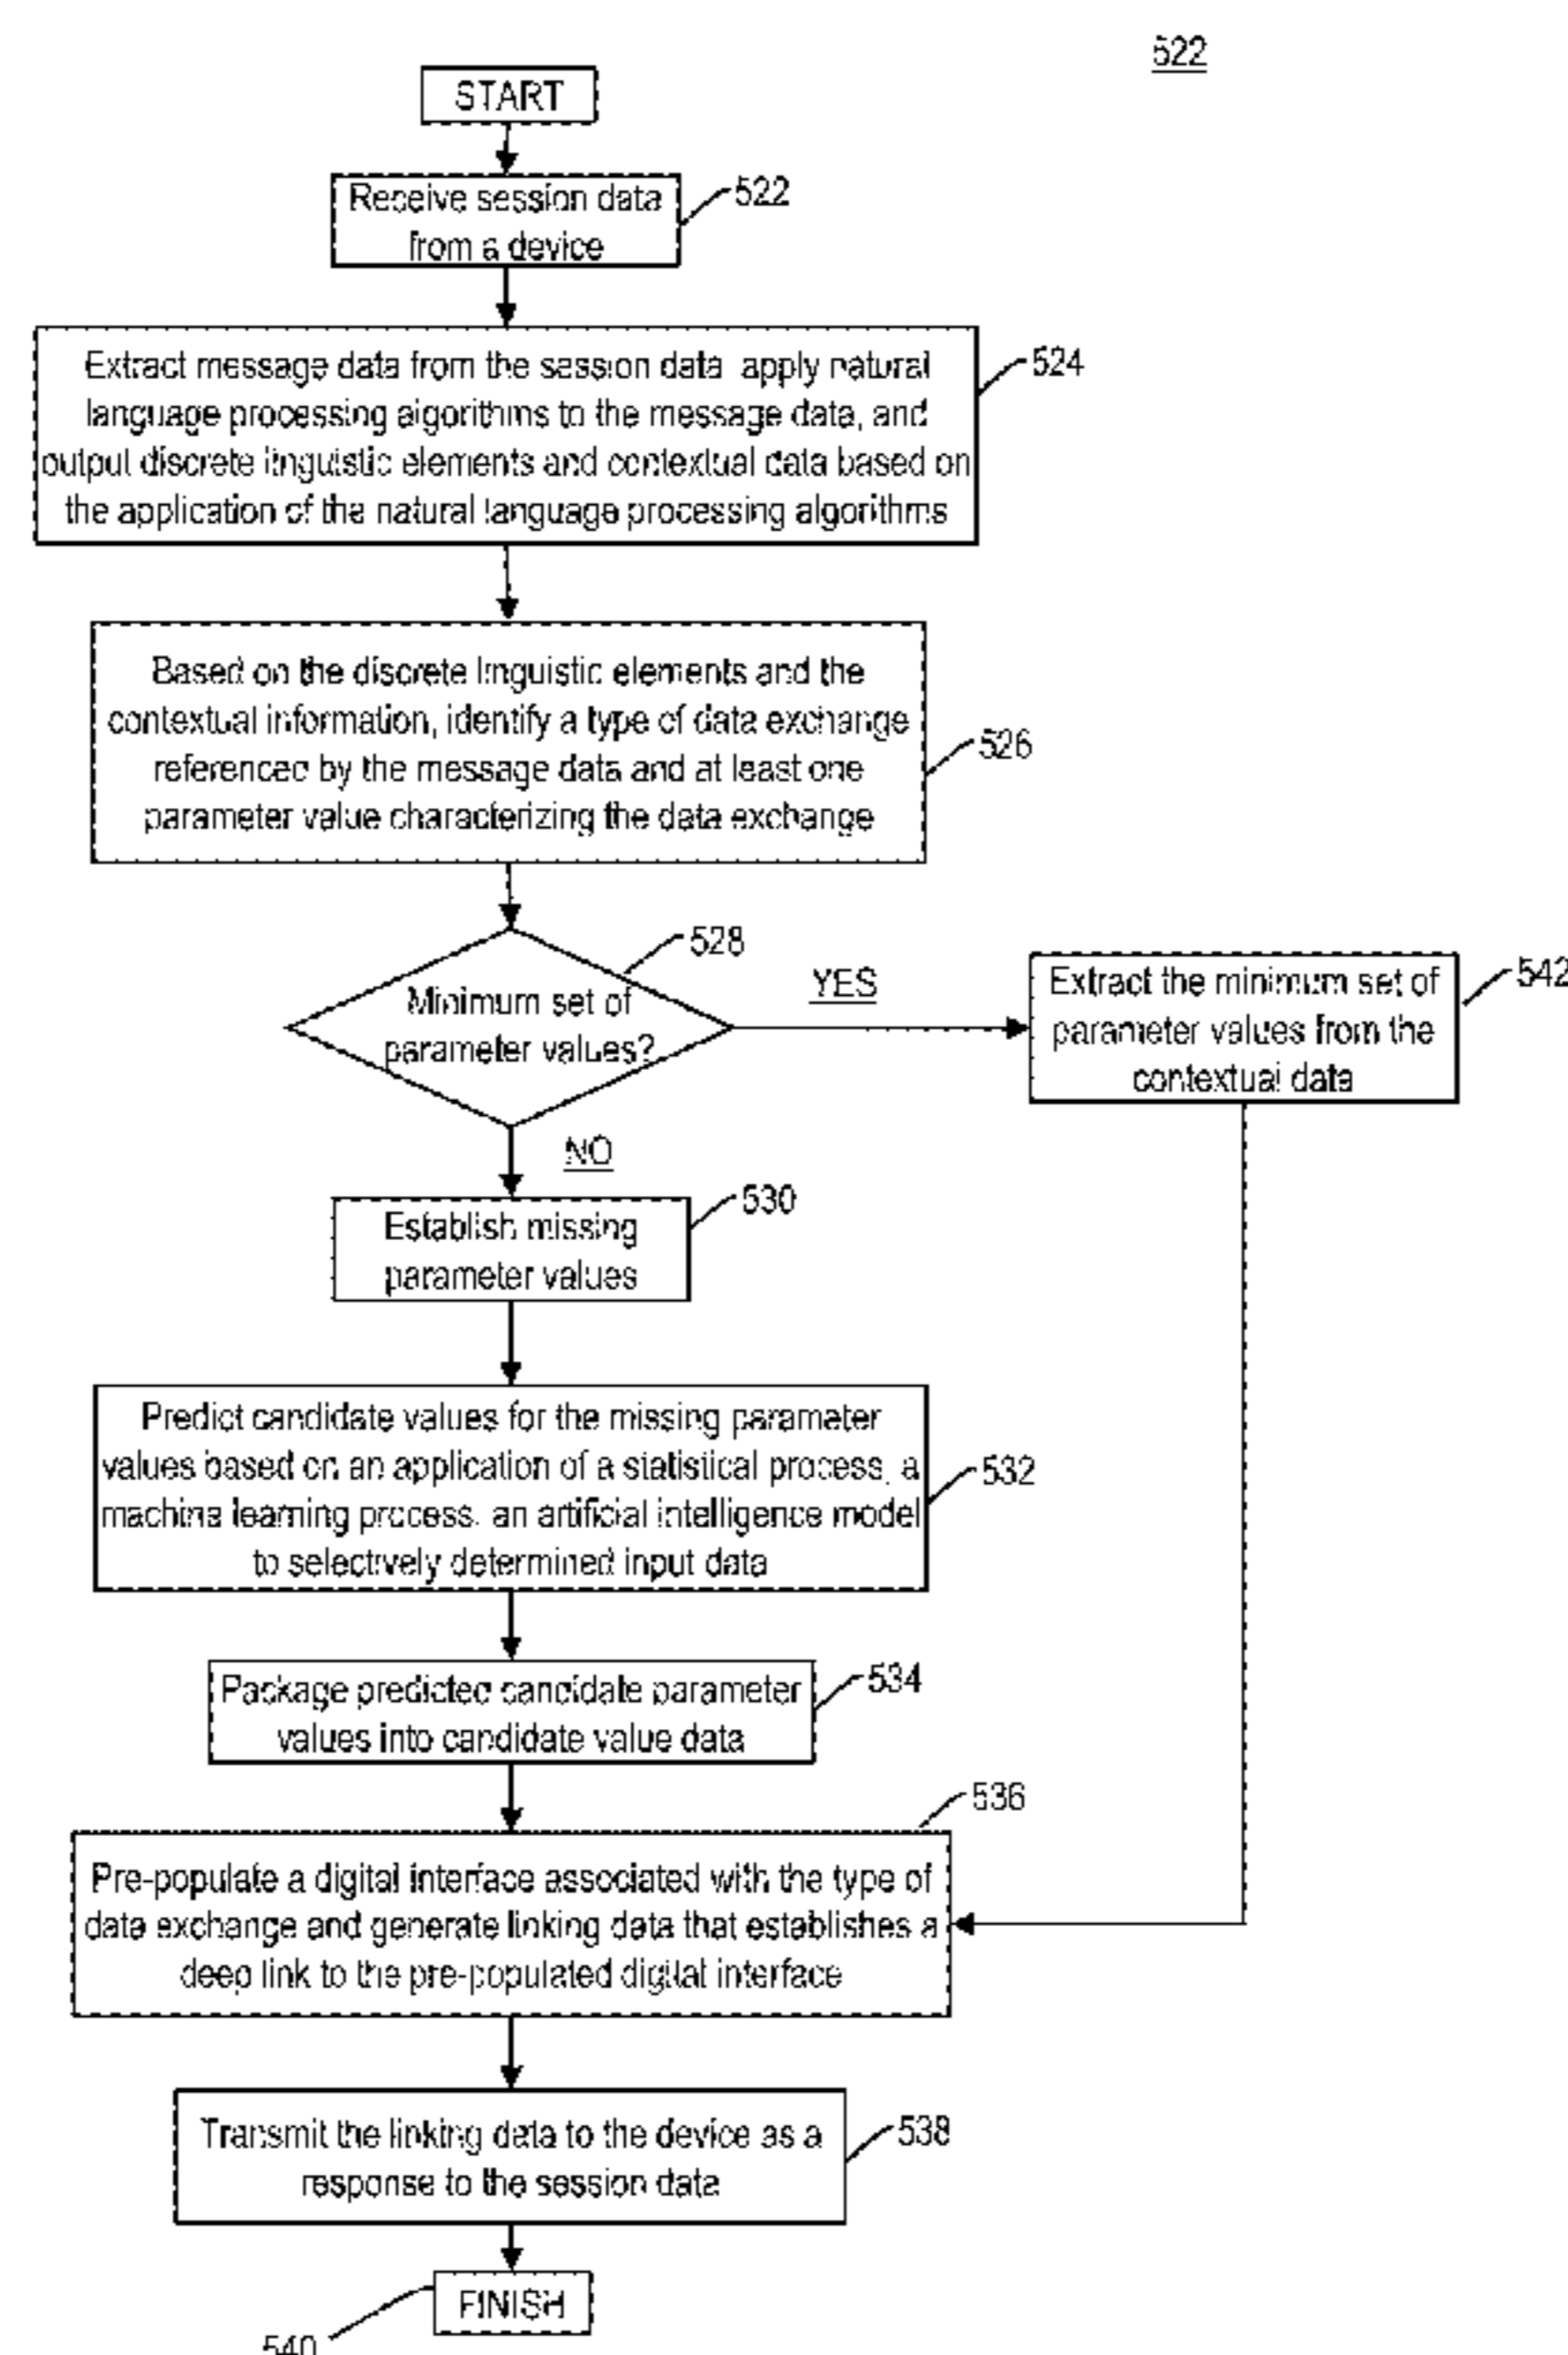 522
START
Receive session data
from a device
522
Extract message data from the session data, apply natural
language processing algorithms to the message data, and
output discrete linguistic elements and contextual data based on
the application of the natural language processing algorithms
524
Based on the discrete linguistic elements and the
contextual information, identify a type of data exchange
referenced by the message data and at least one
parameter value characterizing the data exchange
526
Minimum set of
parameter values?
528
YES
Extract the minimum set of
parameter values from the
contextual data
542
NO
Establish missing
parameter values
530
Predict candidate values for the missing parameter
values based on an application of a statistical process, a
machine learning process, an artificial intelligence model
to selectively determined input data
532
Package predicted candidate parameter
values into candidate value data
534
536
Pre-populate a digital interface associated with the type of
data exchange and generate linking data that establishes a
deep link to the pre-populated digital interface
Transmit the linking data to the device as a
response to the session data
538
FINISH
540